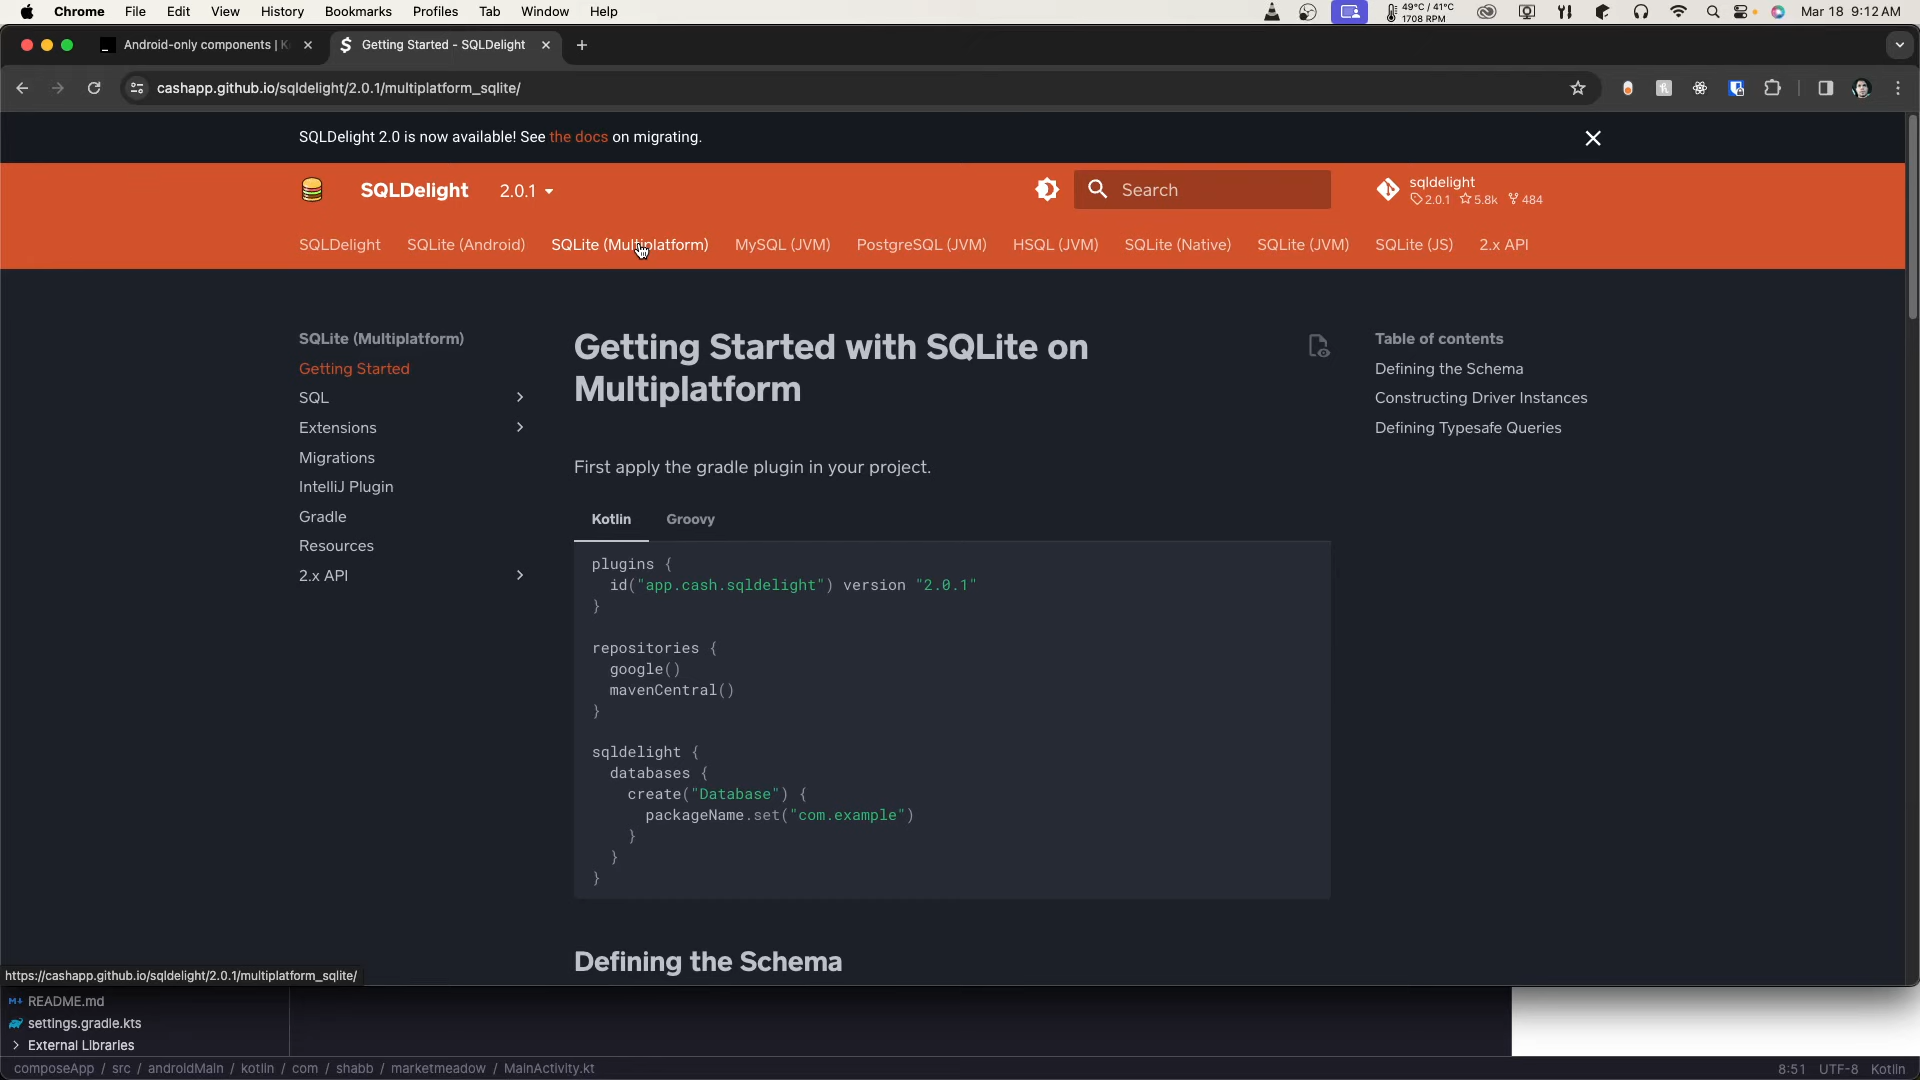 Chrome File Edit View History Bookmarks Profiles Tab Window Help
49°C / 41°C
1708 RPM
Mar 18 9:12 AM
Android-only components | K
Getting Started - SQLDelight
cashapp.github.io/sqldelight/2.0.1/multiplatform_sqlite/
SQLDelight 2.0 is now available! See the docs on migrating.
SQLDelight 2.0.1
Search
sqldelight
2.0.1 5.8k 484
SQLDelight SQLite (Android) SQLite (Multiplatform) MySQL (JVM) PostgreSQL (JVM) HSQL (JVM) SQLite (Native) SQLite (JVM) SQLite (JS) 2.x API
SQLite (Multiplatform)
Getting Started
SQL
Extensions
Migrations
IntelliJ Plugin
Gradle
Resources
2.x API
Getting Started with SQLite on
Multiplatform
First apply the gradle plugin in your project.
Kotlin Groovy
plugins {
id("app.cash.sqldelight") version "2.0.1"
}
repositories {
google()
mavenCentral()
}
sqldelight {
databases {
create("Database") {
packageName.set("com.example")
}
}
}
Defining the Schema
Table of contents
Defining the Schema
Constructing Driver Instances
Defining Typesafe Queries
https://cashapp.github.io/sqldelight/2.0.1/multiplatform_sqlite/
M↓ README.md
settings.gradle.kts
External Libraries
composeApp / src / androidMain / kotlin / com / shabb / marketmeadow / MainActivity.kt
8:51 UTF-8 Kotlin